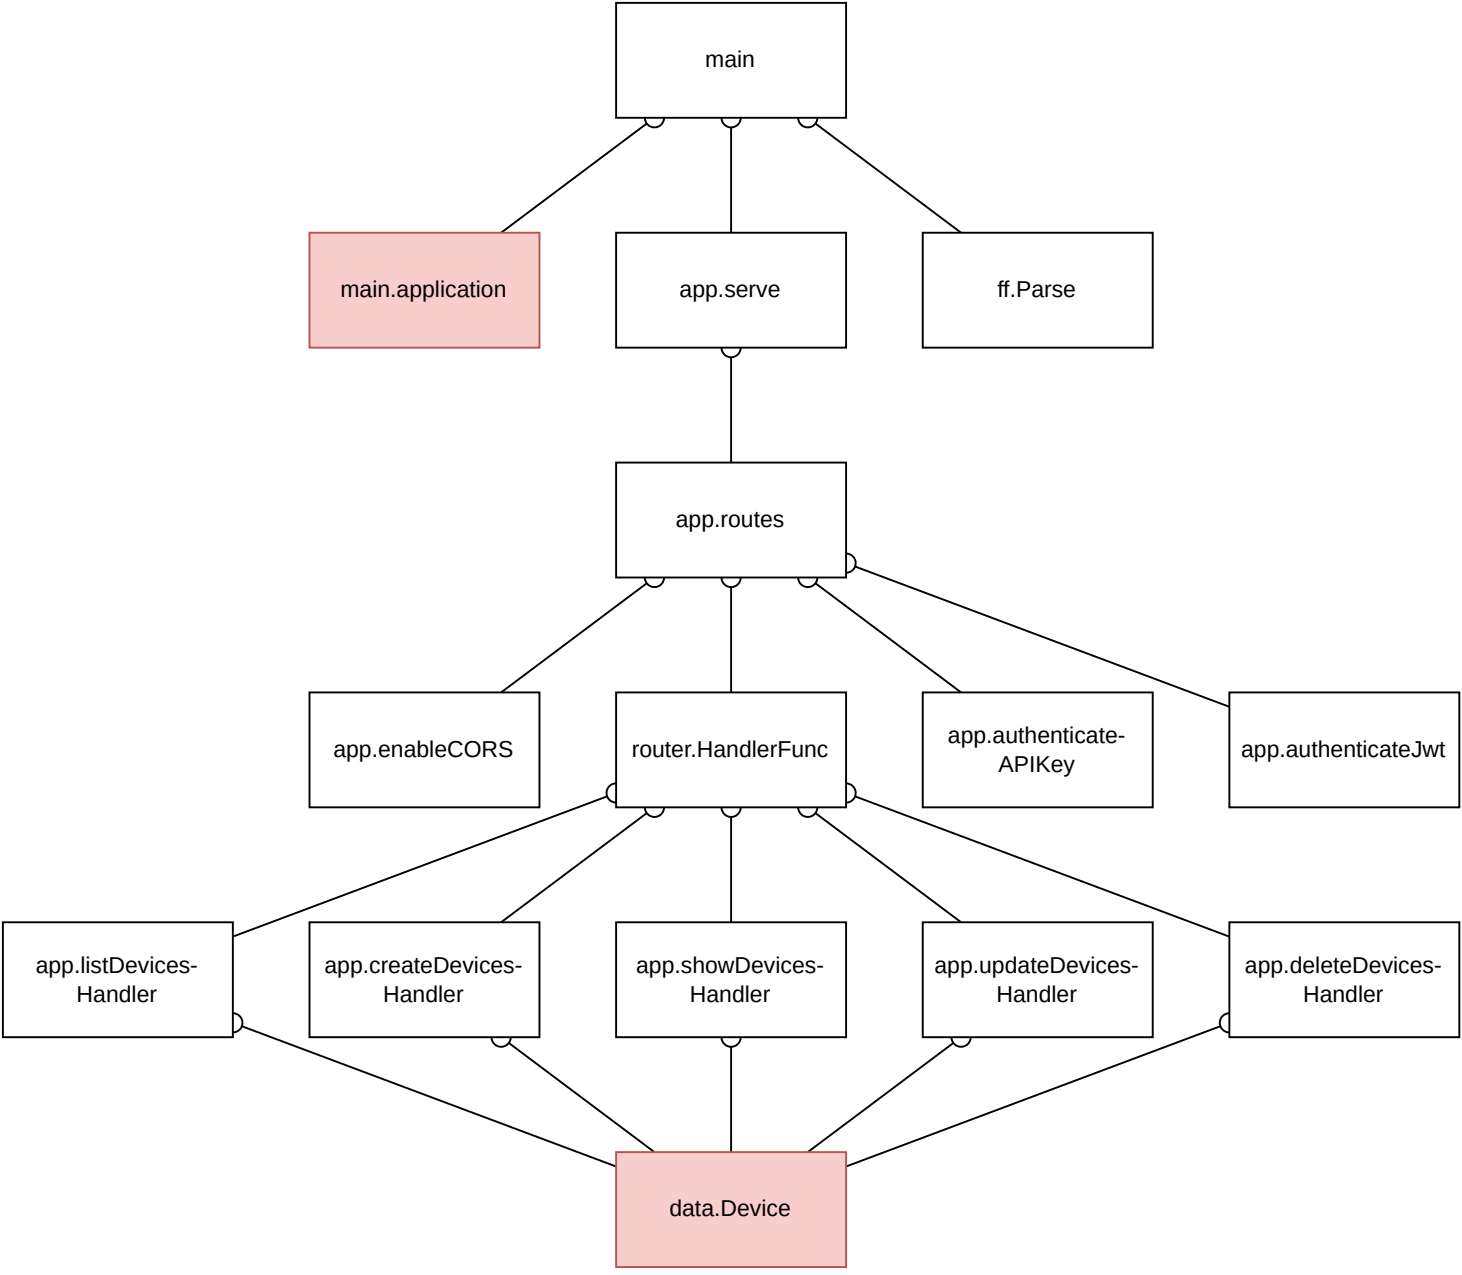 main
main.application
app.serve
ff.Parse
app.routes
app.enableCORS
router.HandlerFunc
app.authenticate-
APIKey
app.authenticateJwt
app.listDevices-
Handler
app.createDevices-
Handler
app.showDevices-
Handler
app.updateDevices-
Handler
app.deleteDevices-
Handler
data.Device